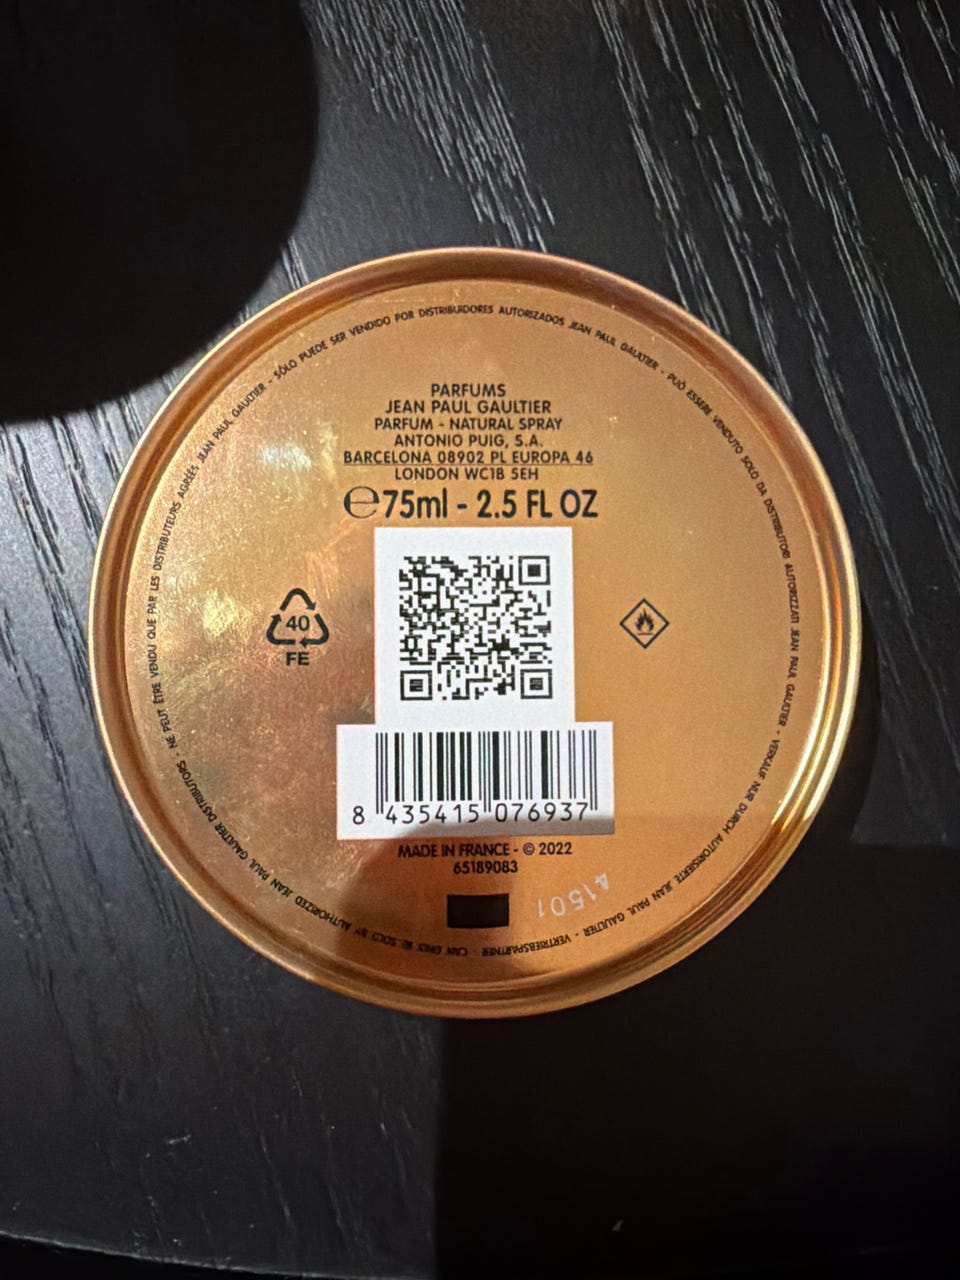 PARFUMS
JEAN PAUL GAULTIER
PARFUM - NATURAL SPRAY
ANTONIO PUIG, S.A.
BARCELONA 08902 PL EUROPA 46
LONDON WC1B 5EH
℮75ml - 2.5 FL OZ
40
FE
8 435415 076937
MADE IN FRANCE - © 2022
65189083
41501
NE PEUT ÊTRE VENDU QUE PAR LES DISTRIBUTEURS AGRÉÉS JEAN PAUL GAULTIER - SÓLO PUEDE SER VENDIDO POR DISTRIBUIDORES AUTORIZADOS JEAN PAUL GAULTIER - PUÒ ESSERE VENDUTO SOLO DA DISTRIBUTORI AUTORIZZATI JEAN PAUL GAULTIER - VERKAUF NUR DURCH AUTORISIERTE JEAN PAUL GAULTIER - VERTRIEBSPARTNER - CAN ONLY BE SOLD BY AUTHORIZED JEAN PAUL GAULTIER DISTRIBUTORS -